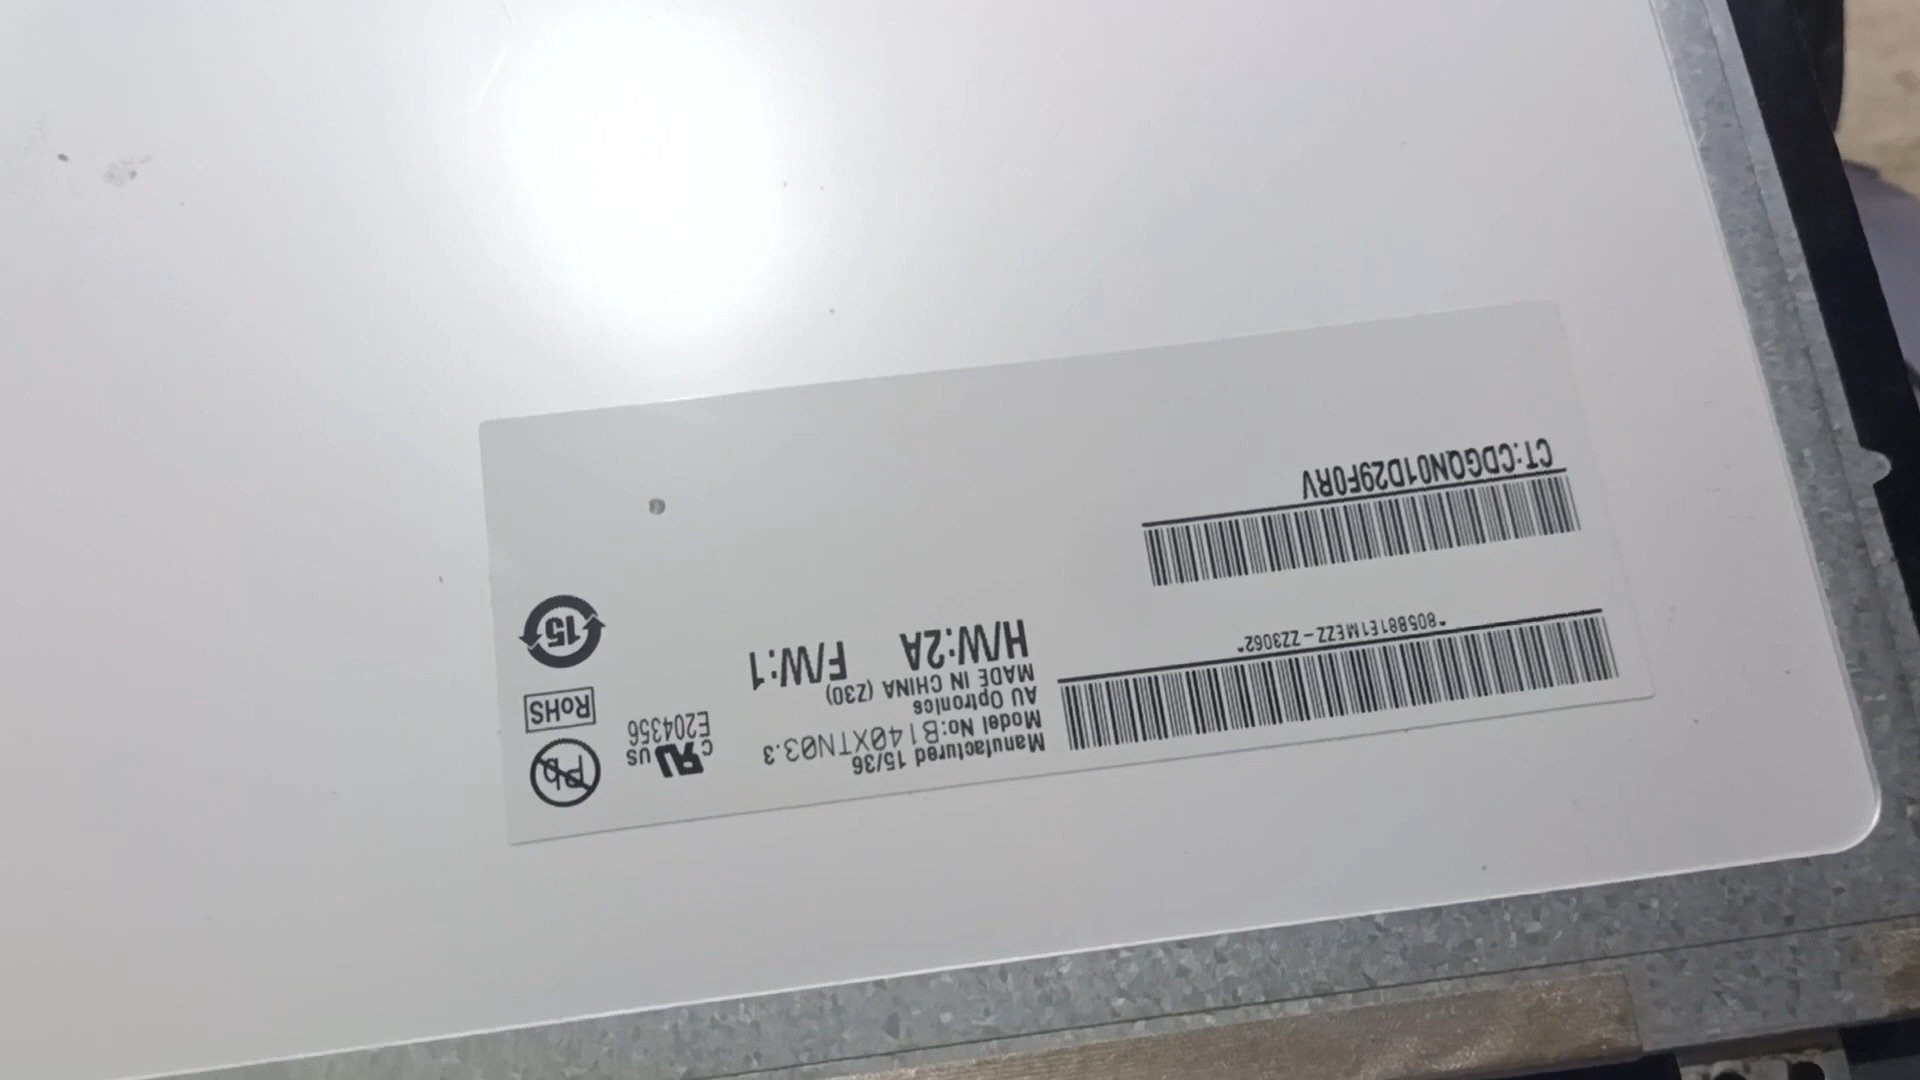 *805B81E1MEZZ-ZZ3062*
CT:CDGQN01D29F0RV
Manufactured 15/36
Model No:B140XTN03.3
AU Optronics
MADE IN CHINA (Z30)
H/W:2A F/W:1
c UR US
E204356
Pb
RoHS
15